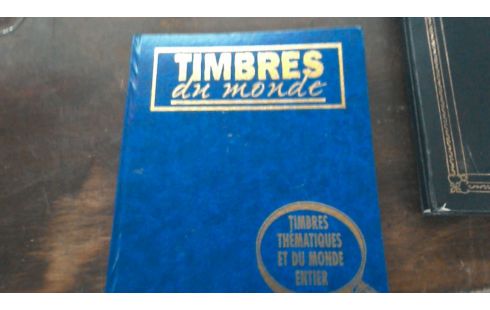 TIMBRES
du monde
TIMBRES
THÉMATIQUES
ET DU MONDE
ENTIER